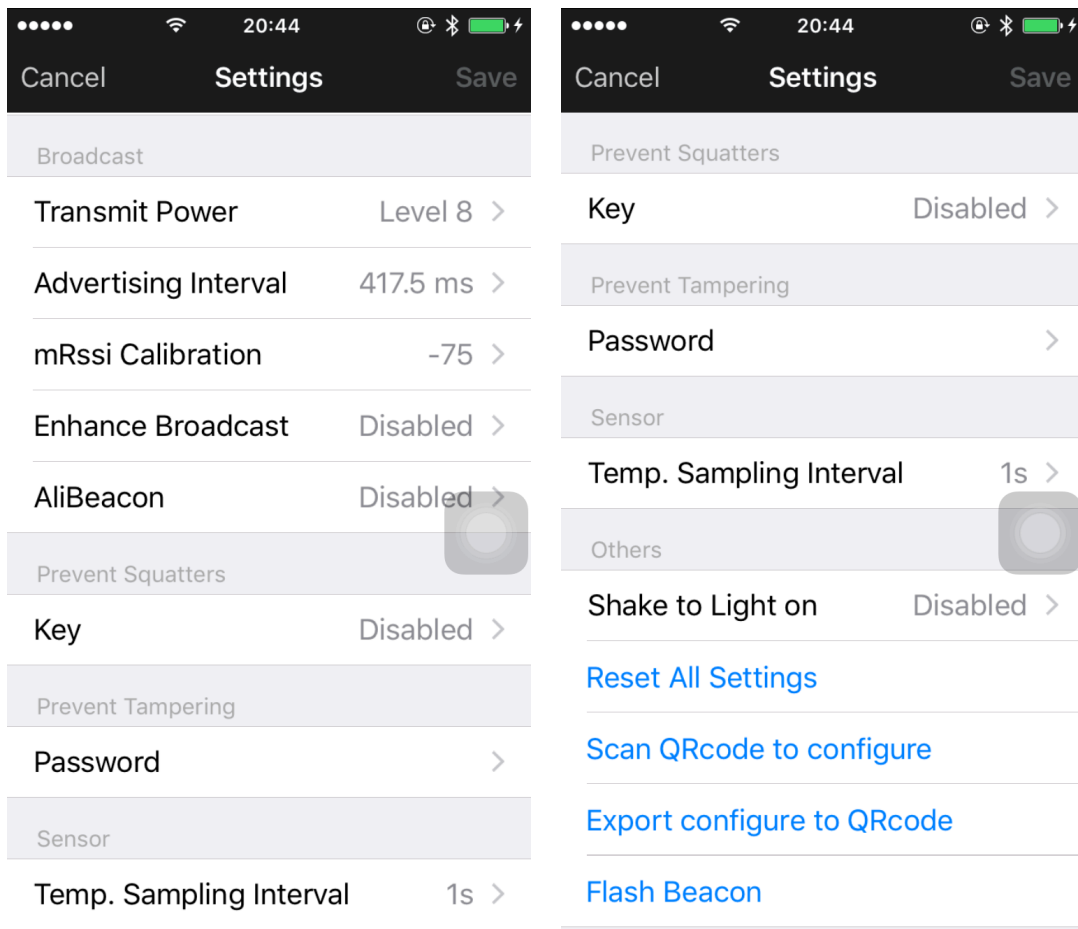 20:44
Cancel Settings Save
Broadcast
Transmit Power Level 8
Advertising Interval 417.5 ms
mRssi Calibration -75
Enhance Broadcast Disabled
AliBeacon Disabled
Prevent Squatters
Key Disabled
Prevent Tampering
Password
Sensor
Temp. Sampling Interval 1s
20:44
Cancel Settings Save
Prevent Squatters
Key Disabled
Prevent Tampering
Password
Sensor
Temp. Sampling Interval 1s
Others
Shake to Light on Disabled
Reset All Settings
Scan QRcode to configure
Export configure to QRcode
Flash Beacon